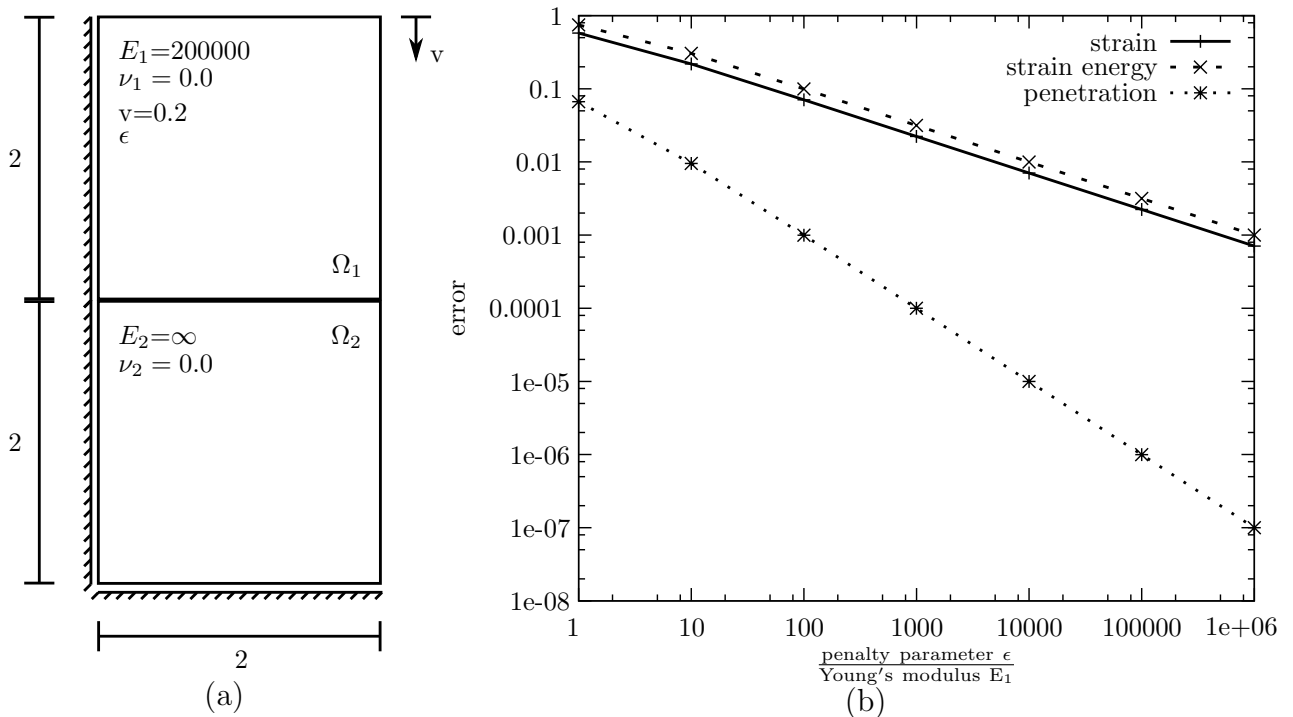 v
E₁=200000
ν₁ = 0.0
v=0.2
ϵ
2
Ω₁
E₂=∞
ν₂ = 0.0
Ω₂
2
2
(a)
1
0.1
0.01
0.001
0.0001
1e-05
1e-06
1e-07
1e-08
error
strain
strain energy
penetration
1 10 100 1000 10000 100000 1e+06
penalty parameter ϵ
Young's modulus E₁
(b)